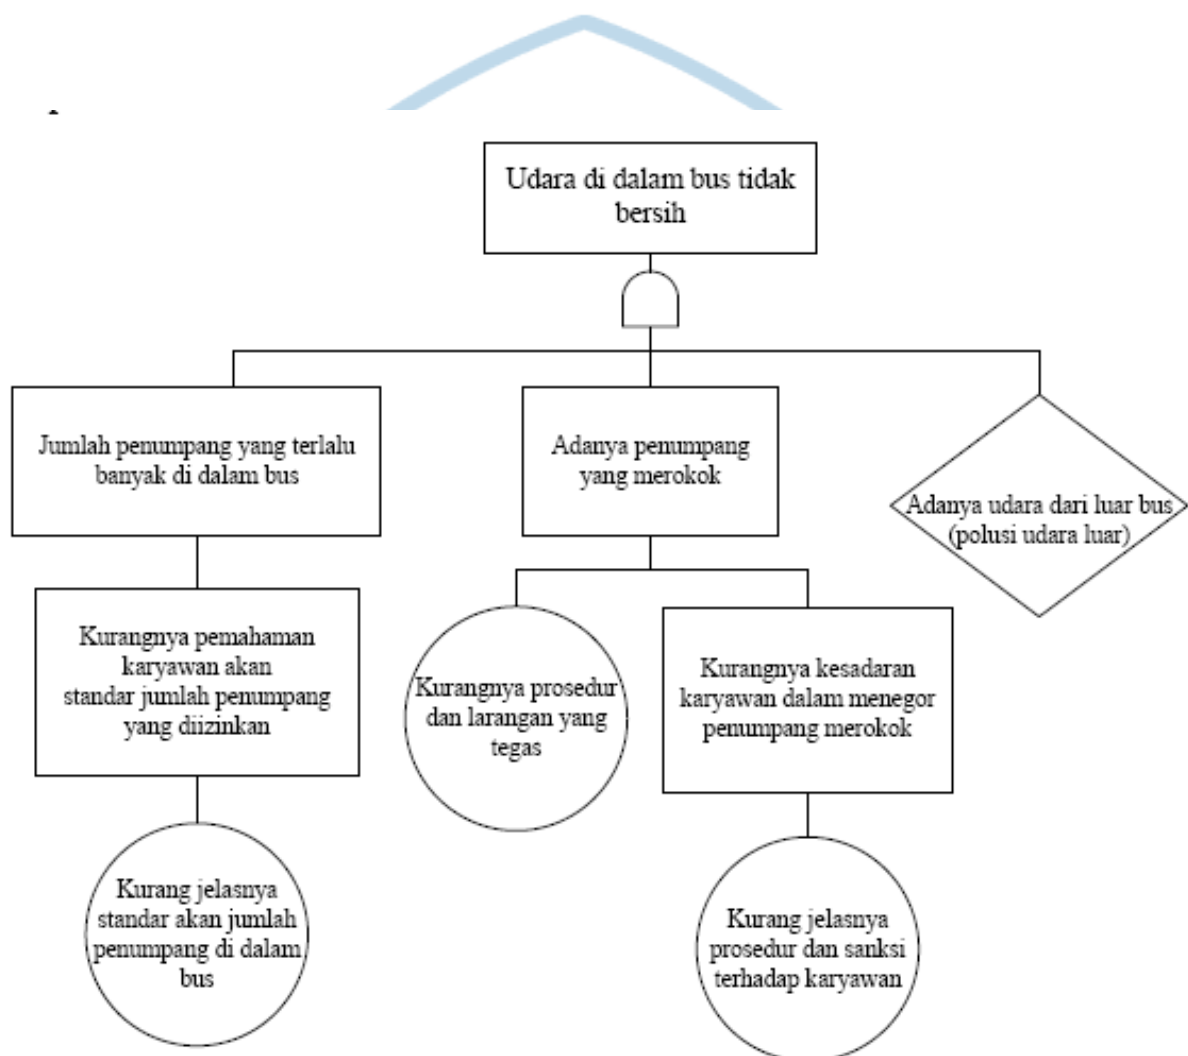 Udara di dalam bus tidak
bersih
Jumlah penumpang yang terlalu
banyak di dalam bus
Adanya penumpang
yang merokok
Adanya udara dari luar bus
(polusi udara luar)
Kurangnya pemahaman
karyawan akan
standar jumlah penumpang
yang diizinkan
Kurangnya prosedur
dan larangan yang
tegas
Kurangnya kesadaran
karyawan dalam menegor
penumpang merokok
Kurang jelasnya
standar akan jumlah
penumpang di dalam
bus
Kurang jelasnya
prosedur dan sanksi
terhadap karyawan